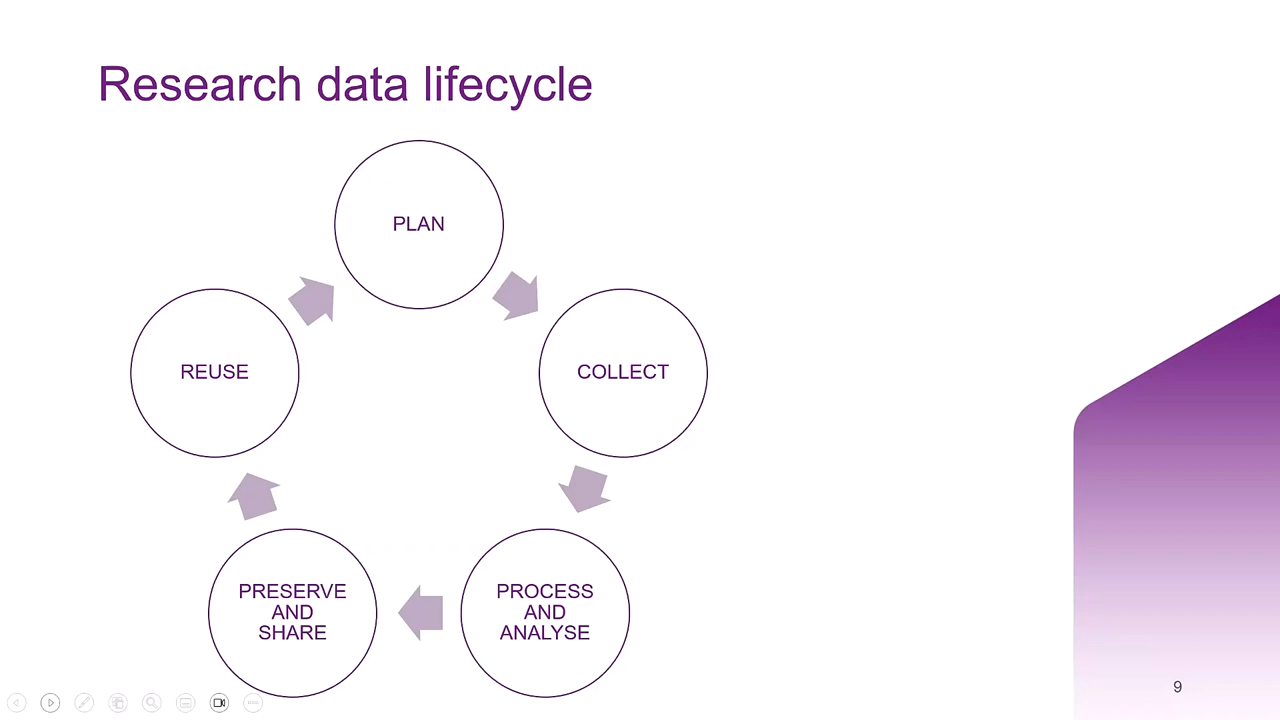 Research data lifecycle
PLAN
COLLECT
PROCESS
AND
ANALYSE
PRESERVE
AND
SHARE
REUSE
9